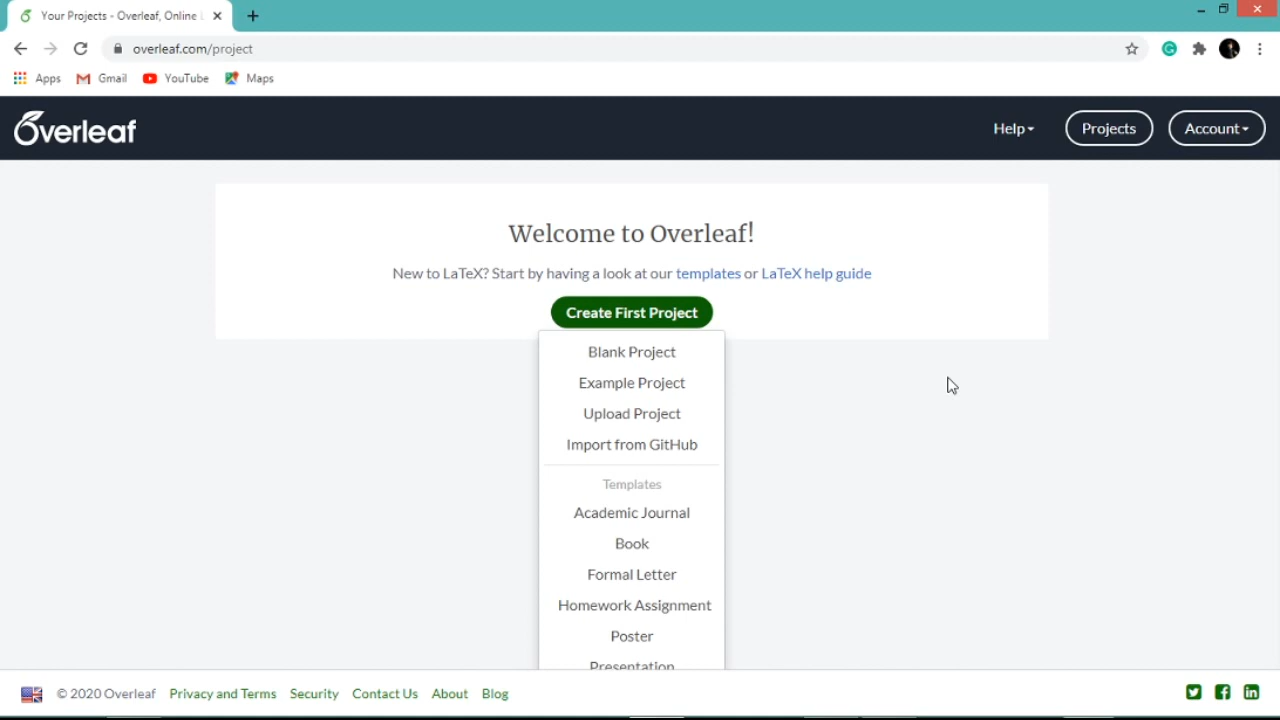 Your Projects - Overleaf, Online
overleaf.com/project
Apps Gmail YouTube Maps
Overleaf
Help Projects Account
Welcome to Overleaf!
New to LaTeX? Start by having a look at our templates or LaTeX help guide
Create First Project
Blank Project
Example Project
Upload Project
Import from GitHub
Templates
Academic Journal
Book
Formal Letter
Homework Assignment
Poster
Presentation
© 2020 Overleaf Privacy and Terms Security Contact Us About Blog